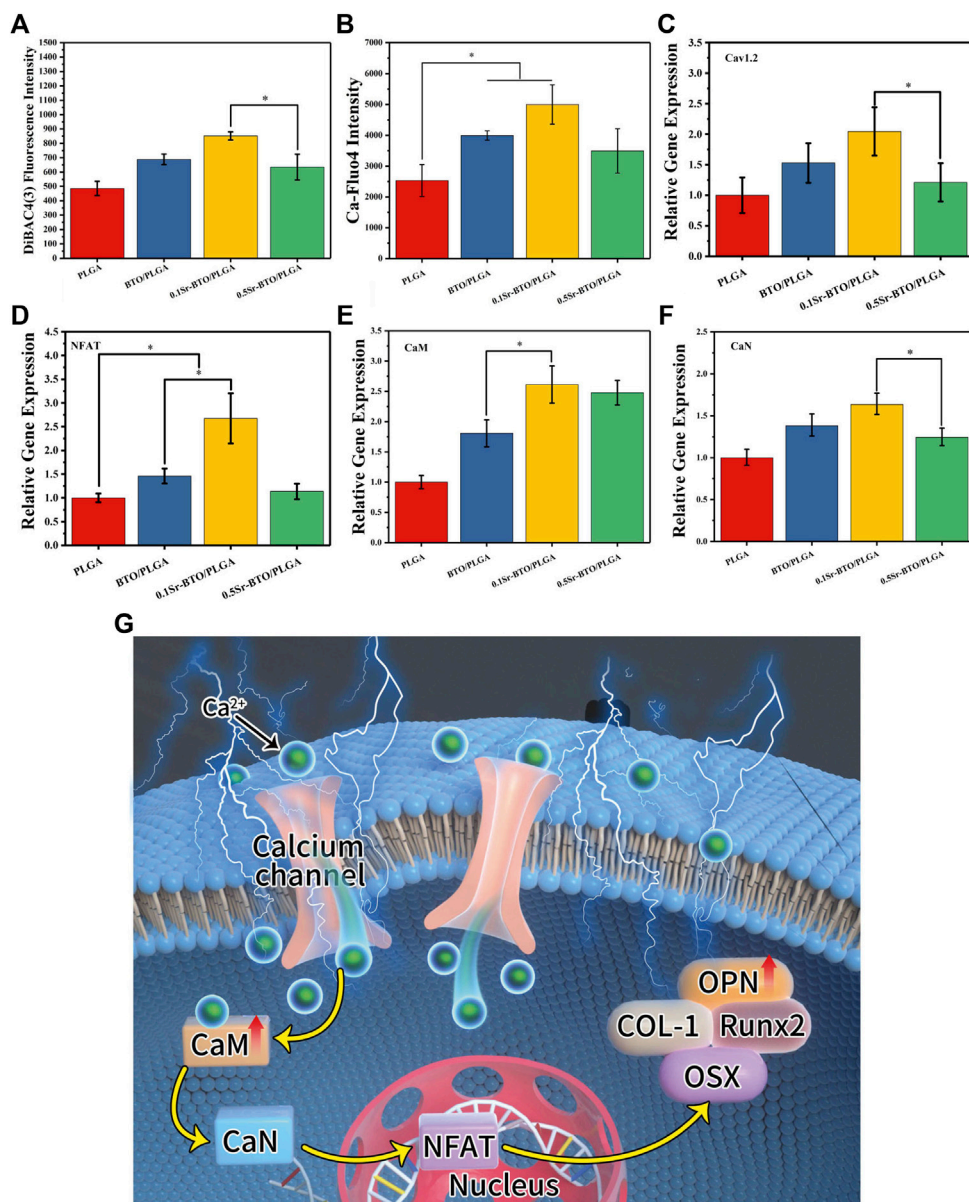 A
DiBAC4(3) Fluorescence Intensity
1500
1400
1300
1200
1100
1000
900
800
700
600
500
400
300
200
100
0
*
PLGA
BTO/PLGA
0.1Sr-BTO/PLGA
0.5Sr-BTO/PLGA
B
Ca-Fluo4 Intensity
7000
6000
5000
4000
3000
2000
1000
0
*
PLGA
BTO/PLGA
0.1Sr-BTO/PLGA
0.5Sr-BTO/PLGA
C
Relative Gene Expression
Cav1.2
3.0
2.5
2.0
1.5
1.0
0.5
0.0
*
PLGA
BTO/PLGA
0.1Sr-BTO/PLGA
0.5Sr-BTO/PLGA
D
Relative Gene Expression
NFAT
4.5
4.0
3.5
3.0
2.5
2.0
1.5
1.0
0.5
0.0
*
*
PLGA
BTO/PLGA
0.1Sr-BTO/PLGA
0.5Sr-BTO/PLGA
E
Relative Gene Expression
CaM
3.5
3.0
2.5
2.0
1.5
1.0
0.5
0.0
*
PLGA
BTO/PLGA
0.1Sr-BTO/PLGA
0.5Sr-BTO/PLGA
F
Relative Gene Expression
CaN
2.5
2.0
1.5
1.0
0.5
0.0
*
PLGA
BTO/PLGA
0.1Sr-BTO/PLGA
0.5Sr-BTO/PLGA
G
Ca2+
Calcium
channel
CaM
CaN
NFAT
Nucleus
OPN
COL-1
Runx2
OSX